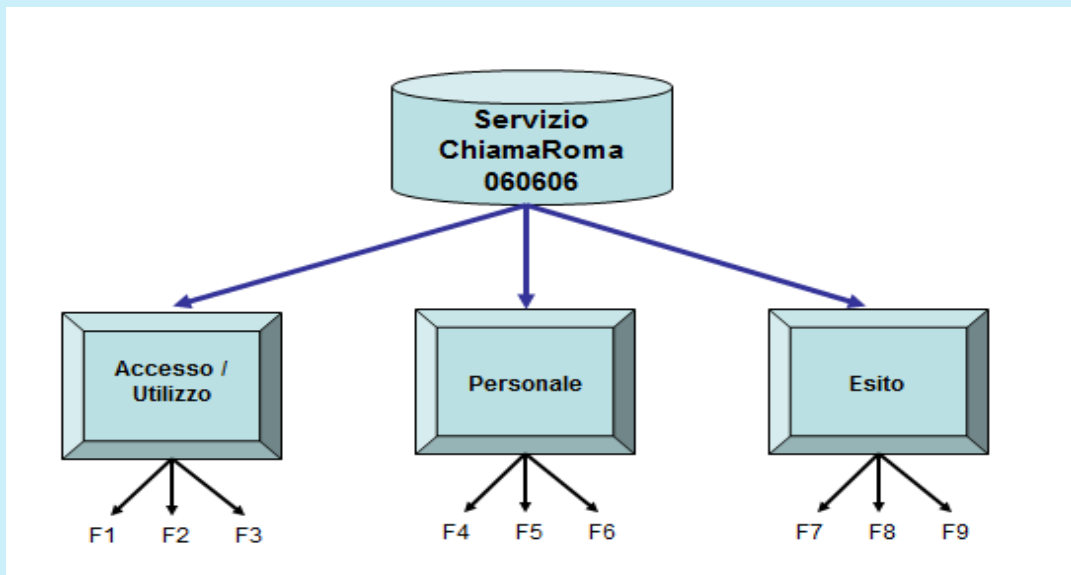 Servizio
ChiamaRoma
060606
Accesso /
Utilizzo
Personale
Esito
F1 F2 F3 F4 F5 F6 F7 F8 F9